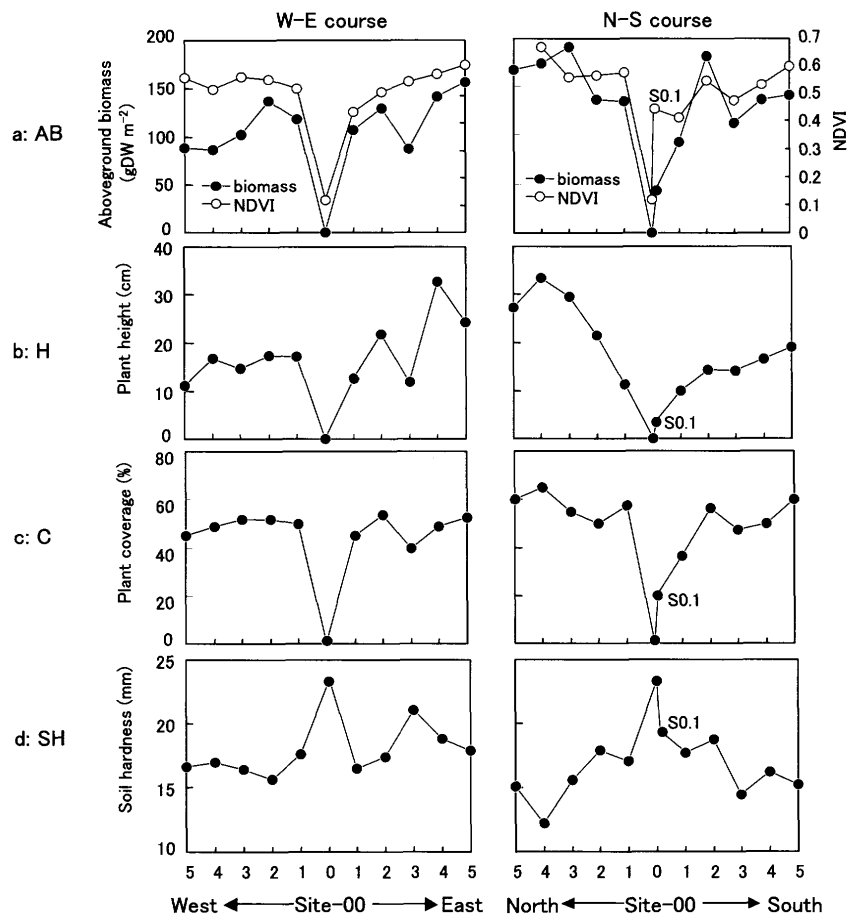 W-E course
N-S course
a: AB
Aboveground biomass
(gDW m⁻²)
200
150
100
50
0
biomass
NDVI
S0.1
biomass
NDVI
0.7
0.6
0.5
0.4
0.3
0.2
0.1
0
NDVI
b: H
Plant height (cm)
40
30
20
10
0
S0.1
c: C
Plant coverage (%)
80
60
40
20
0
S0.1
d: SH
Soil hardness (mm)
25
20
15
10
S0.1
5 4 3 2 1 0 1 2 3 4 5
5 4 3 2 1 0 1 2 3 4 5
West Site-00 East
North Site-00 South